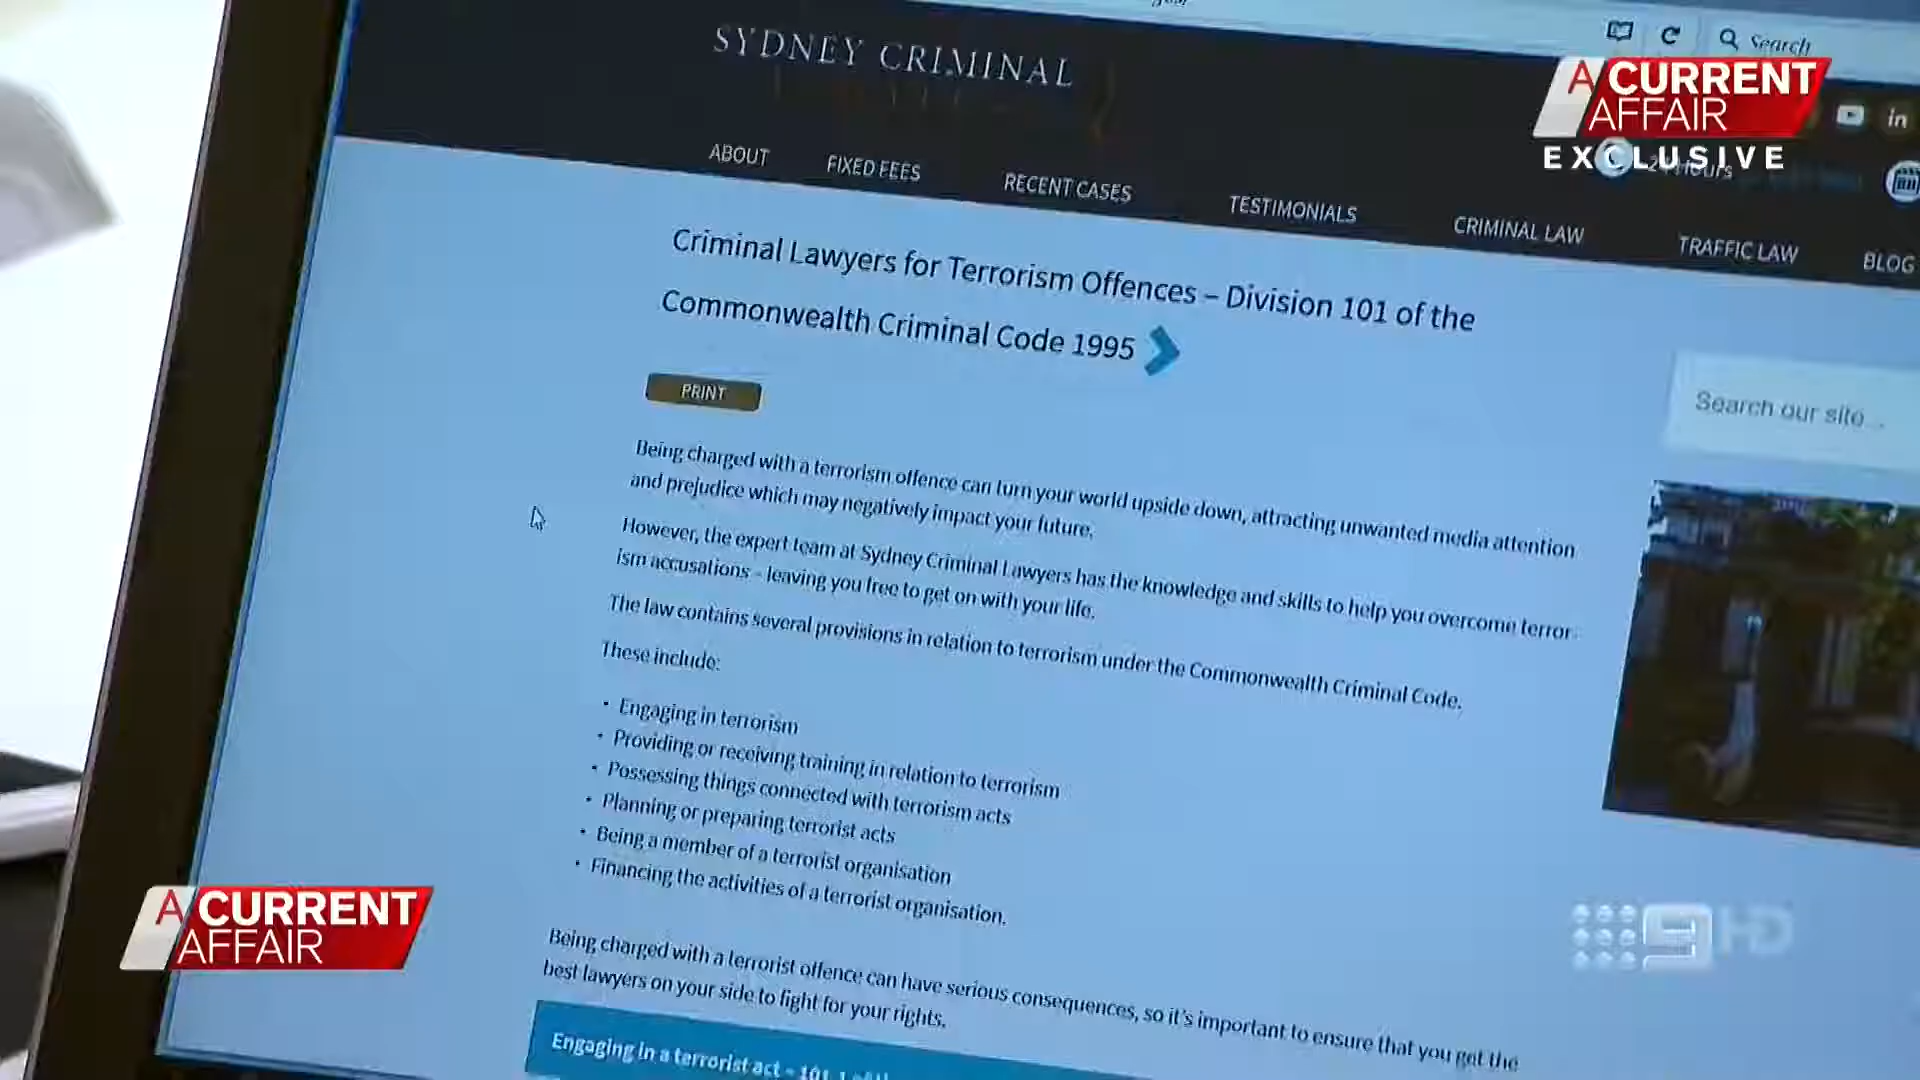 SYDNEY CRIMINAL
Search
A CURRENT
AFFAIR
EXCLUSIVE
in
Hours
ABOUT
FIXED FEES
RECENT CASES
TESTIMONIALS
CRIMINAL LAW
TRAFFIC LAW
BLOG
Criminal Lawyers for Terrorism Offences – Division 101 of the
Commonwealth Criminal Code 1995
PRINT
Search our site...
Being charged with a terrorism offence can turn your world upside down, attracting unwanted media attention
and prejudice which may negatively impact your future.
However, the expert team at Sydney Criminal Lawyers has the knowledge and skills to help you overcome terror-
ism accusations – leaving you free to get on with your life.
The law contains several provisions in relation to terrorism under the Commonwealth Criminal Code.
These include:
• Engaging in terrorism
• Providing or receiving training in relation to terrorism
• Possessing things connected with terrorism acts
• Planning or preparing terrorist acts
• Being a member of a terrorist organisation
• Financing the activities of a terrorist organisation.
Being charged with a terrorist offence can have serious consequences, so it's important to ensure that you get the
best lawyers on your side to fight for your rights.
Engaging in a terrorist act – 101.1
A CURRENT
AFFAIR
9HD